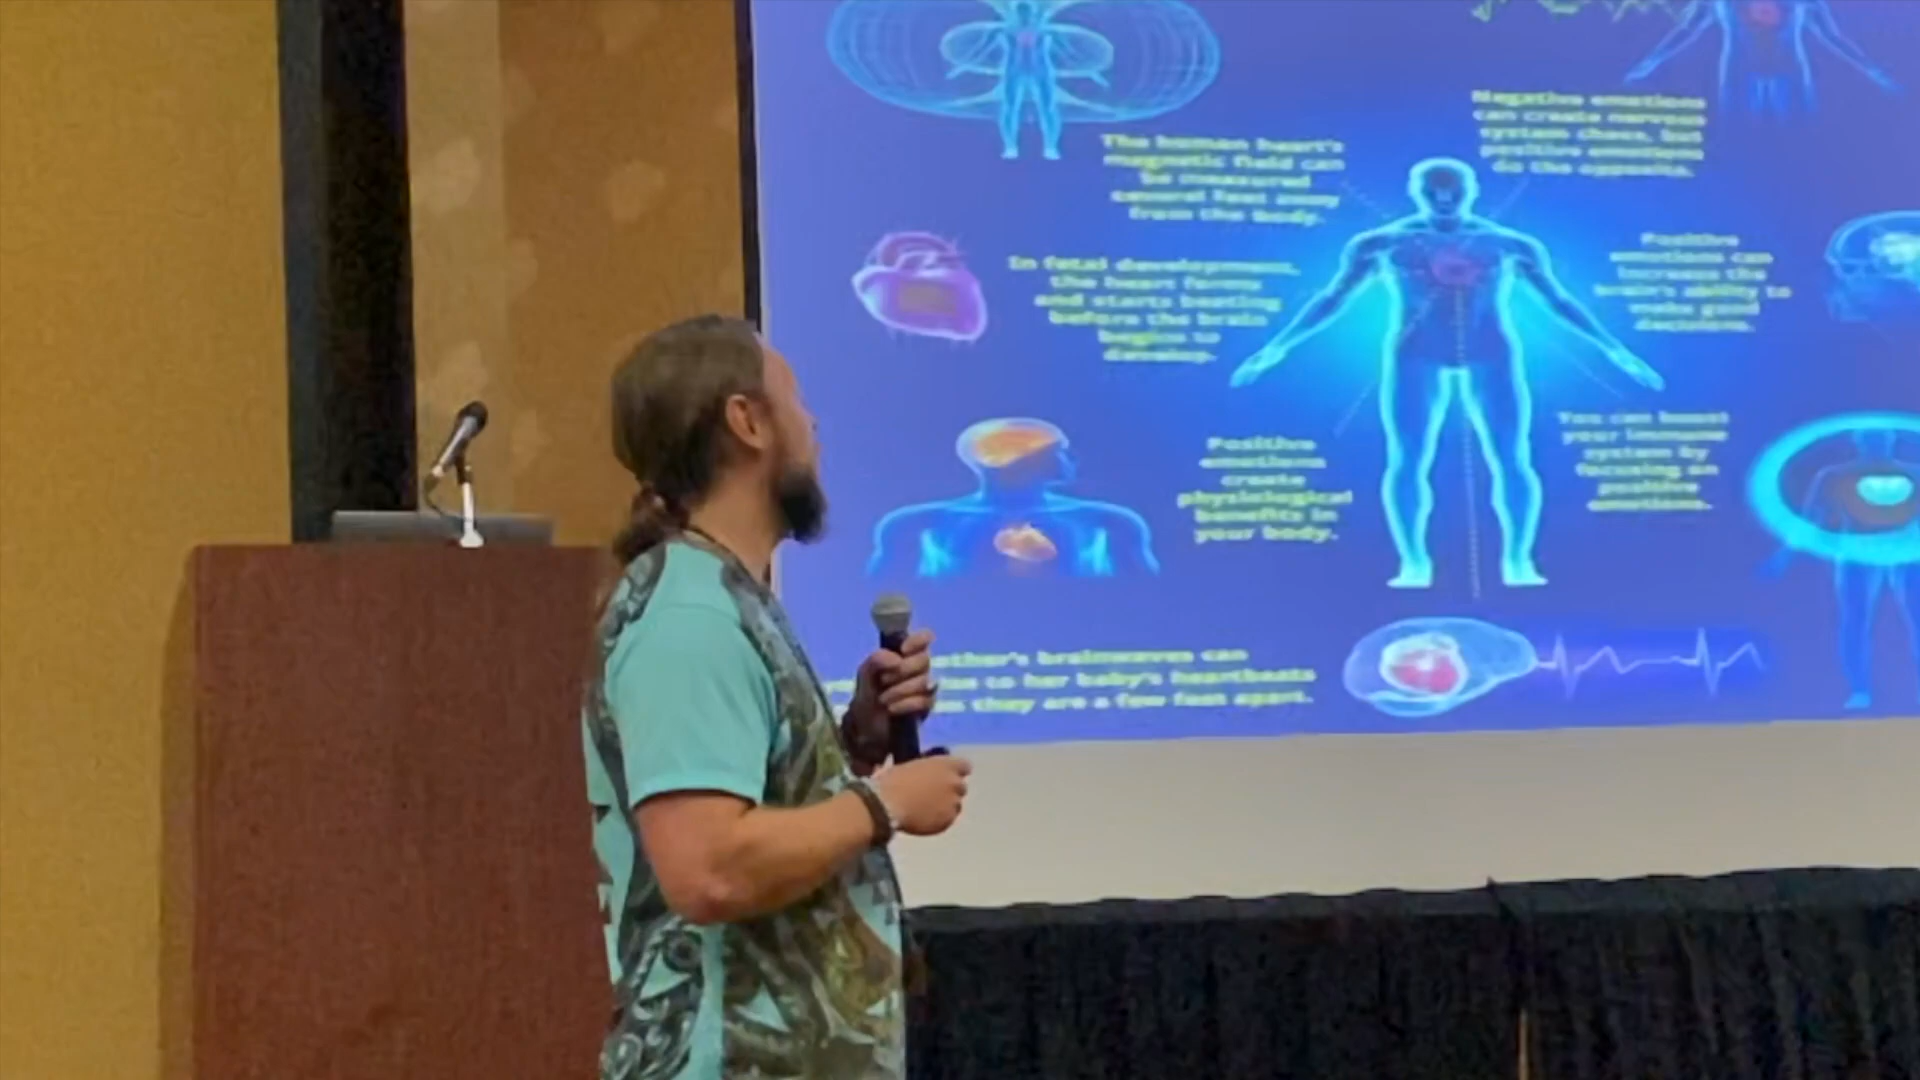 The human heart's
magnetic field can
be measured
several feet away
from the body.
Negative emotions
can create nervous
system chaos, but
positive emotions
do the opposite.
In fetal development,
the heart forms
and starts beating
before the brain
begins to
develop.
Positive
emotions can
increase the
brain's ability to
make good
decisions.
Positive
emotions
create
physiological
benefits in
your body.
You can boost
your immune
system by
focusing on
positive
emotions.
other's brainwaves can
to her baby's heartbeats
they are a few feet apart.